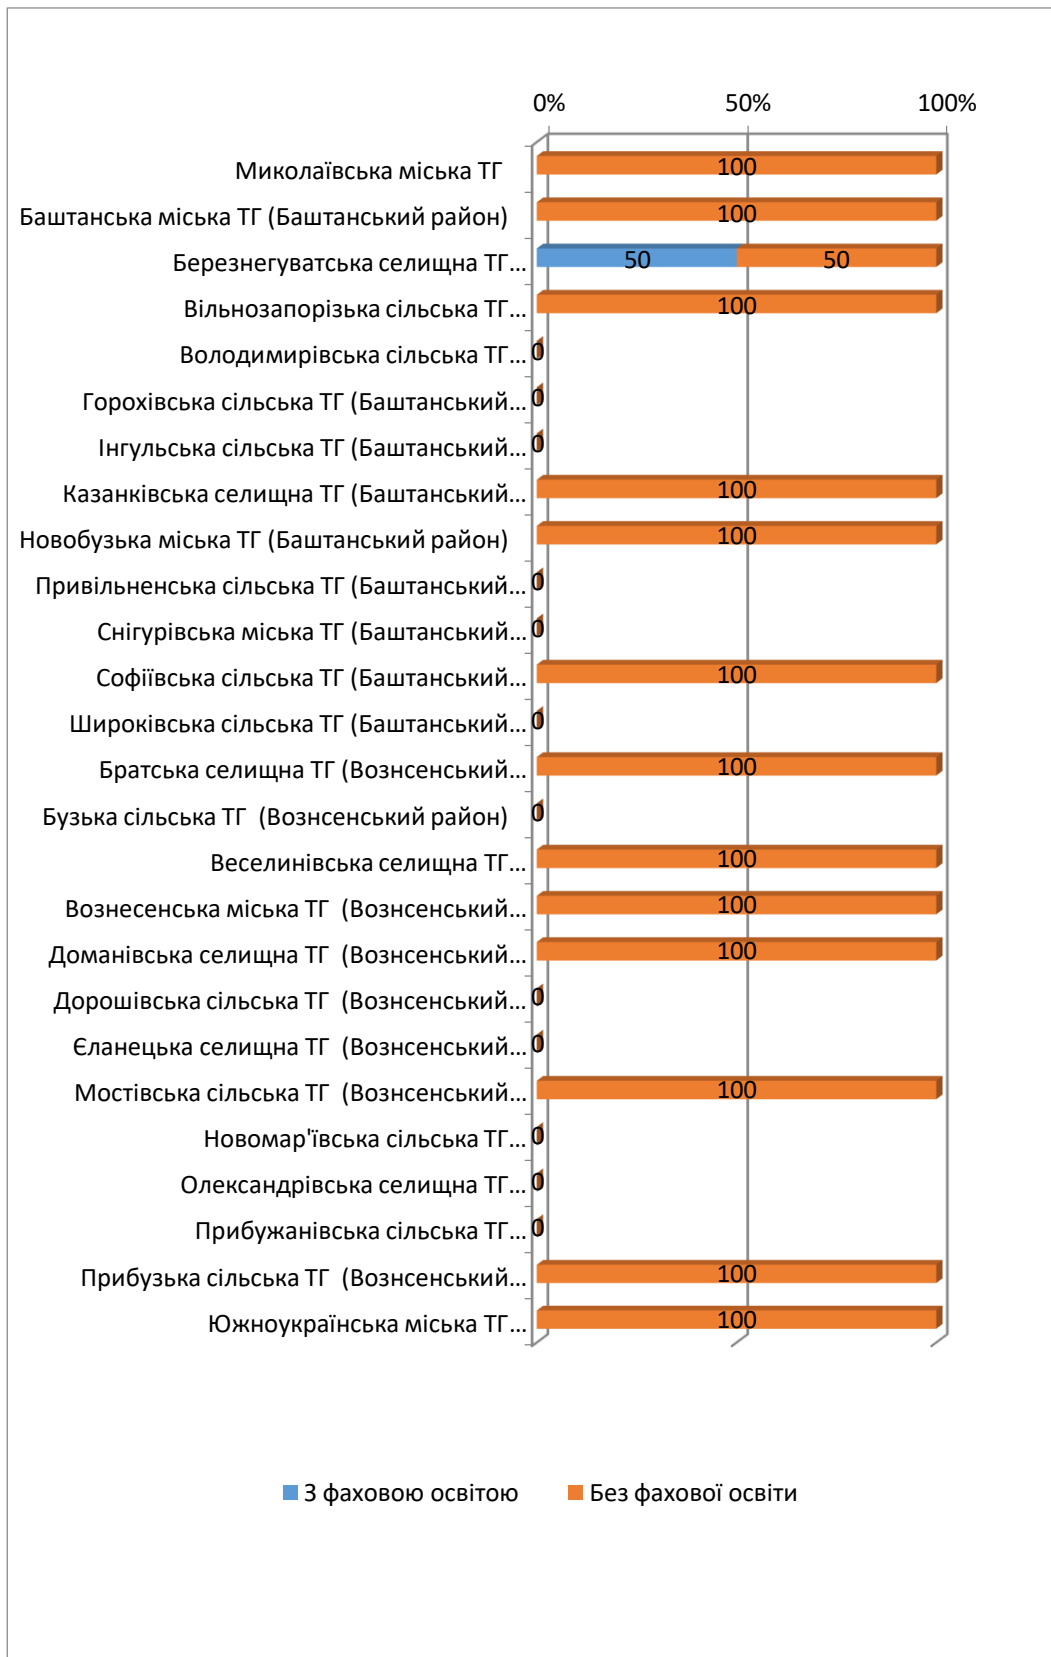 0% 50% 100%
Миколаївська міська ТГ 100
Баштанська міська ТГ (Баштанський район) 100
Березнегуватська селищна ТГ... 50 50
Вільнозапорізька сільська ТГ... 100
Володимирівська сільська ТГ... 0
Горохівська сільська ТГ (Баштанський... 0
Інгульська сільська ТГ (Баштанський... 0
Казанківська селищна ТГ (Баштанський... 100
Новобузька міська ТГ (Баштанський район) 100
Привільненська сільська ТГ (Баштанський... 0
Снігурівська міська ТГ (Баштанський... 0
Софіївська сільська ТГ (Баштанський... 100
Широківська сільська ТГ (Баштанський... 0
Братська селищна ТГ (Вознсенський... 100
Бузька сільська ТГ (Вознсенський район) 0
Веселинівська селищна ТГ... 100
Вознесенська міська ТГ (Вознсенський... 100
Доманівська селищна ТГ (Вознсенський... 100
Дорошівська сільська ТГ (Вознсенський... 0
Єланецька селищна ТГ (Вознсенський... 0
Мостівська сільська ТГ (Вознсенський... 100
Новомар'ївська сільська ТГ... 0
Олександрівська селищна ТГ... 0
Прибужанівська сільська ТГ... 0
Прибузька сільська ТГ (Вознсенський... 100
Южноукраїнська міська ТГ... 100
З фаховою освітою Без фахової освіти